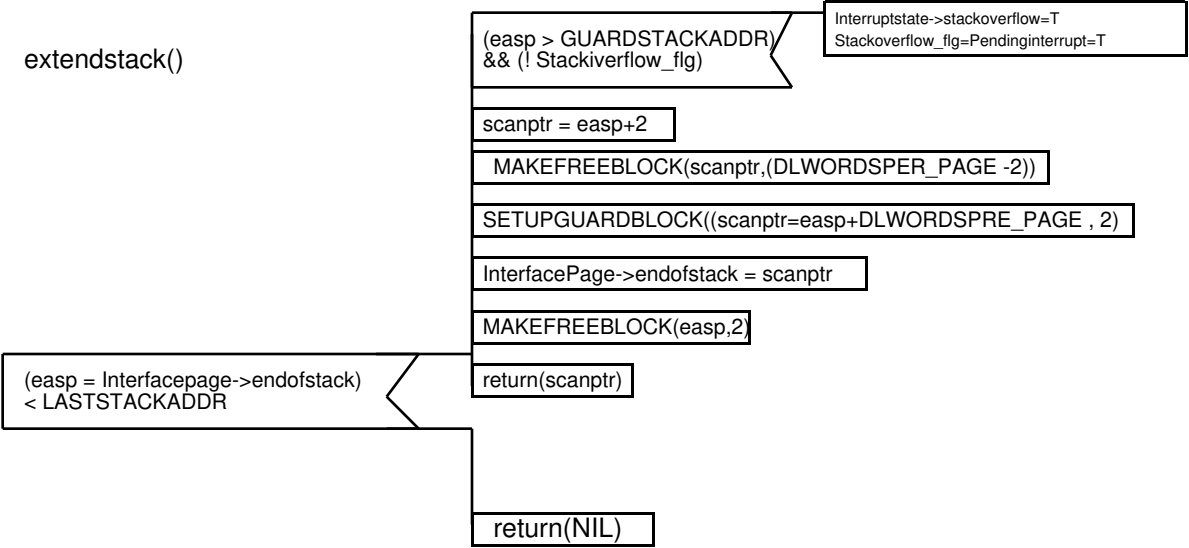 extendstack()
(easp > GUARDSTACKADDR)
&& (! Stackiverflow_flg)
Interruptstate->stackoverflow=T
Stackoverflow_flg=Pendinginterrupt=T
scanptr = easp+2
MAKEFREEBLOCK(scanptr,(DLWORDSPER_PAGE -2))
SETUPGUARDBLOCK((scanptr=easp+DLWORDSPRE_PAGE , 2)
InterfacePage->endofstack = scanptr
MAKEFREEBLOCK(easp,2)
return(scanptr)
(easp = Interfacepage->endofstack)
< LASTSTACKADDR
return(NIL)